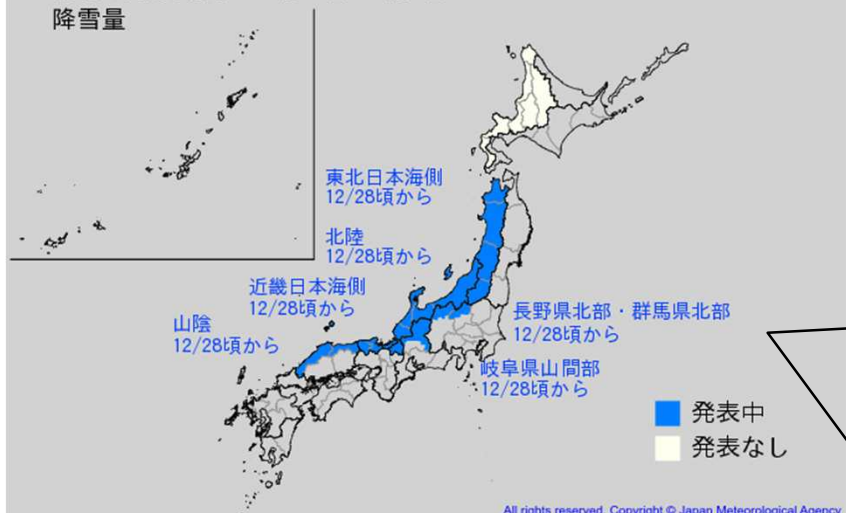 降雪量
東北日本海側
12/28頃から
北陸
12/28頃から
近畿日本海側
12/28頃から
山陰
12/28頃から
長野県北部・群馬県北部
12/28頃から
岐阜県山間部
12/28頃から
発表中
発表なし
All rights reserved. Copyright © Japan Meteorological Agency